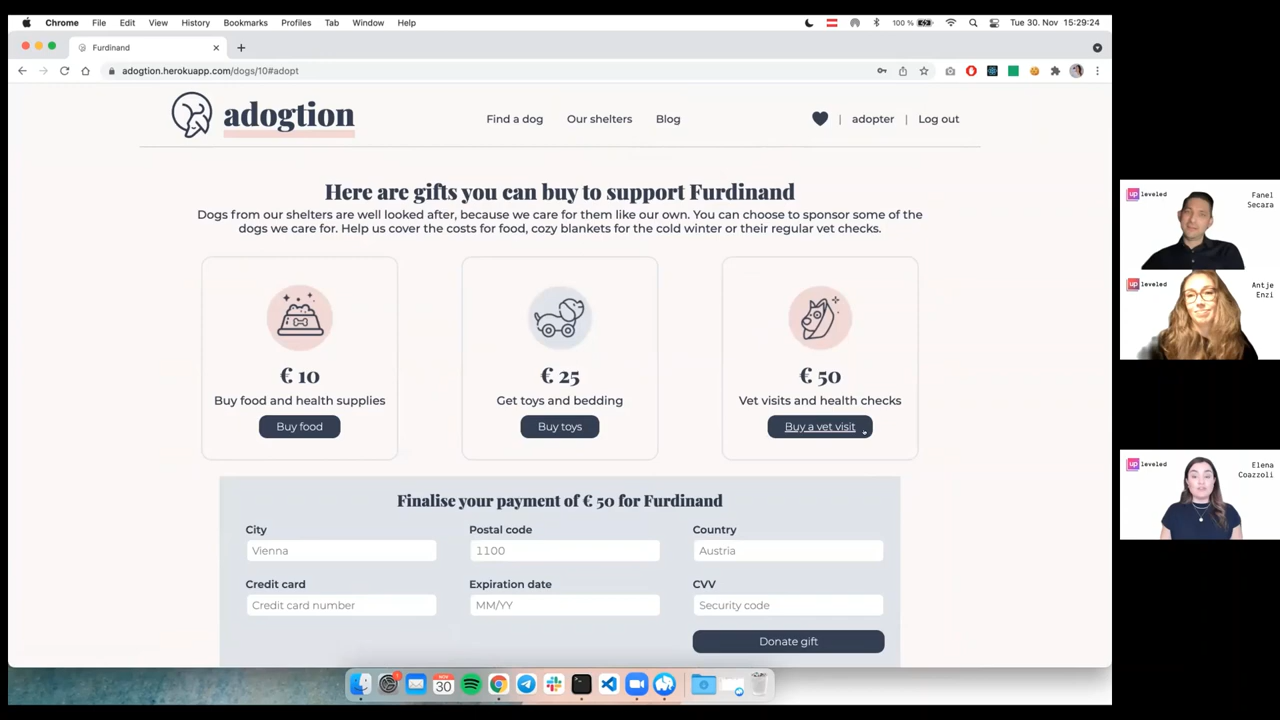 Chrome File Edit View History Bookmarks Profiles Tab Window Help 100 % Tue 30. Nov 15:29:24
Furdinand
adogtion.herokuapp.com/dogs/10#adopt
adogtion Find a dog Our shelters Blog | adopter | Log out
Here are gifts you can buy to support Furdinand
Dogs from our shelters are well looked after, because we care for them like our own. You can choose to sponsor some of the
dogs we care for. Help us cover the costs for food, cozy blankets for the cold winter or their regular vet checks.
€ 10
Buy food and health supplies
Buy food
€ 25
Get toys and bedding
Buy toys
€ 50
Vet visits and health checks
Buy a vet visit
Finalise your payment of € 50 for Furdinand
City Postal code Country
Vienna 1100 Austria
Credit card Expiration date CVV
Credit card number MM/YY Security code
Donate gift
NOV
30
up leveled
Fanel
Secara
up leveled
Antje
Enzi
up leveled
Elena
Coazzoli